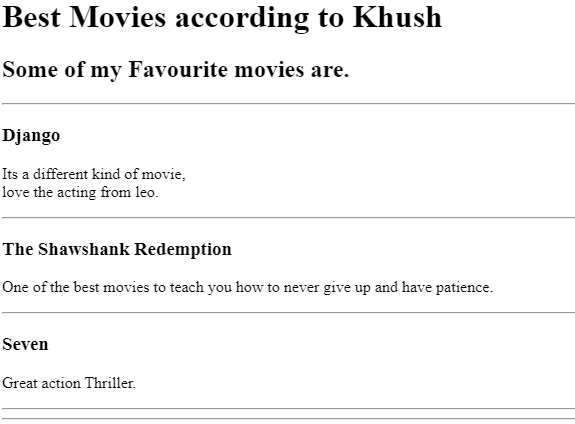 Best Movies according to Khush
Some of my Favourite movies are.
Django
Its a different kind of movie,
love the acting from leo.
The Shawshank Redemption
One of the best movies to teach you how to never give up and have patience.
Seven
Great action Thriller.